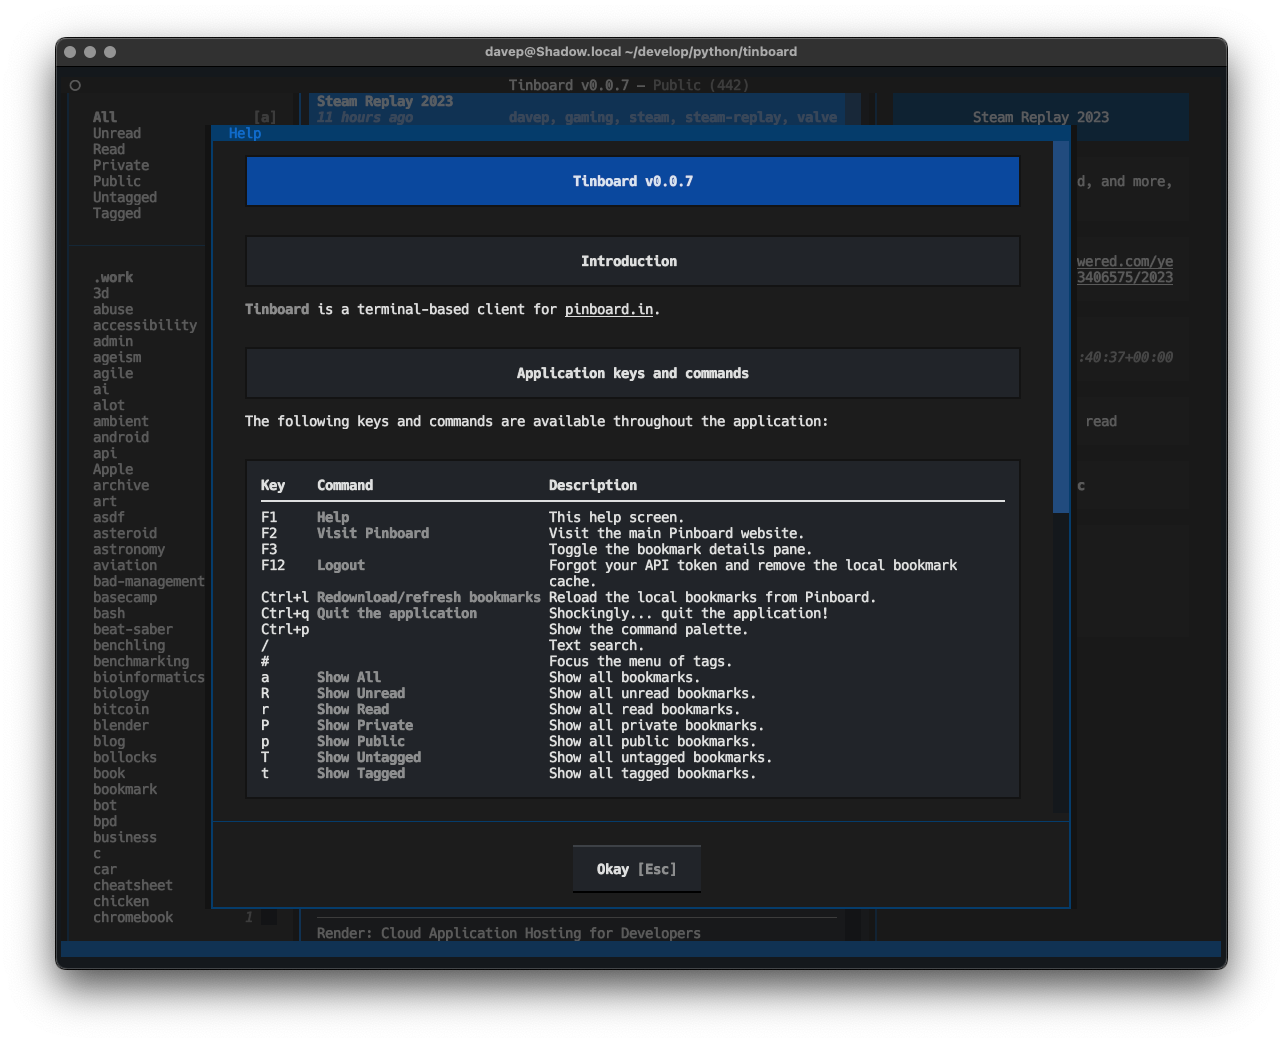 davep@Shadow.local ~/develop/python/tinboard
Tinboard v0.0.7 — Public (442)
All [a]
Unread
Read
Private
Public
Untagged
Tagged
.work
3d
abuse
accessibility
admin
ageism
agile
ai
alot
ambient
android
api
Apple
archive
art
asdf
asteroid
astronomy
aviation
bad-management
basecamp
bash
beat-saber
benchling
benchmarking
bioinformatics
biology
bitcoin
blender
blog
bollocks
book
bookmark
bot
bpd
business
c
car
cheatsheet
chicken
chromebook 1
Steam Replay 2023
11 hours ago davep, gaming, steam, steam-replay, valve
Help
Tinboard v0.0.7
Introduction
Tinboard is a terminal-based client for pinboard.in.
Application keys and commands
The following keys and commands are available throughout the application:
Key Command Description
F1 Help This help screen.
F2 Visit Pinboard Visit the main Pinboard website.
F3 Toggle the bookmark details pane.
F12 Logout Forgot your API token and remove the local bookmark
cache.
Ctrl+l Redownload/refresh bookmarks Reload the local bookmarks from Pinboard.
Ctrl+q Quit the application Shockingly... quit the application!
Ctrl+p Show the command palette.
/ Text search.
# Focus the menu of tags.
a Show All Show all bookmarks.
R Show Unread Show all unread bookmarks.
r Show Read Show all read bookmarks.
P Show Private Show all private bookmarks.
p Show Public Show all public bookmarks.
T Show Untagged Show all untagged bookmarks.
t Show Tagged Show all tagged bookmarks.
Okay [Esc]
Render: Cloud Application Hosting for Developers
Steam Replay 2023
d, and more,
wered.com/ye
3406575/2023
:40:37+00:00
read
c